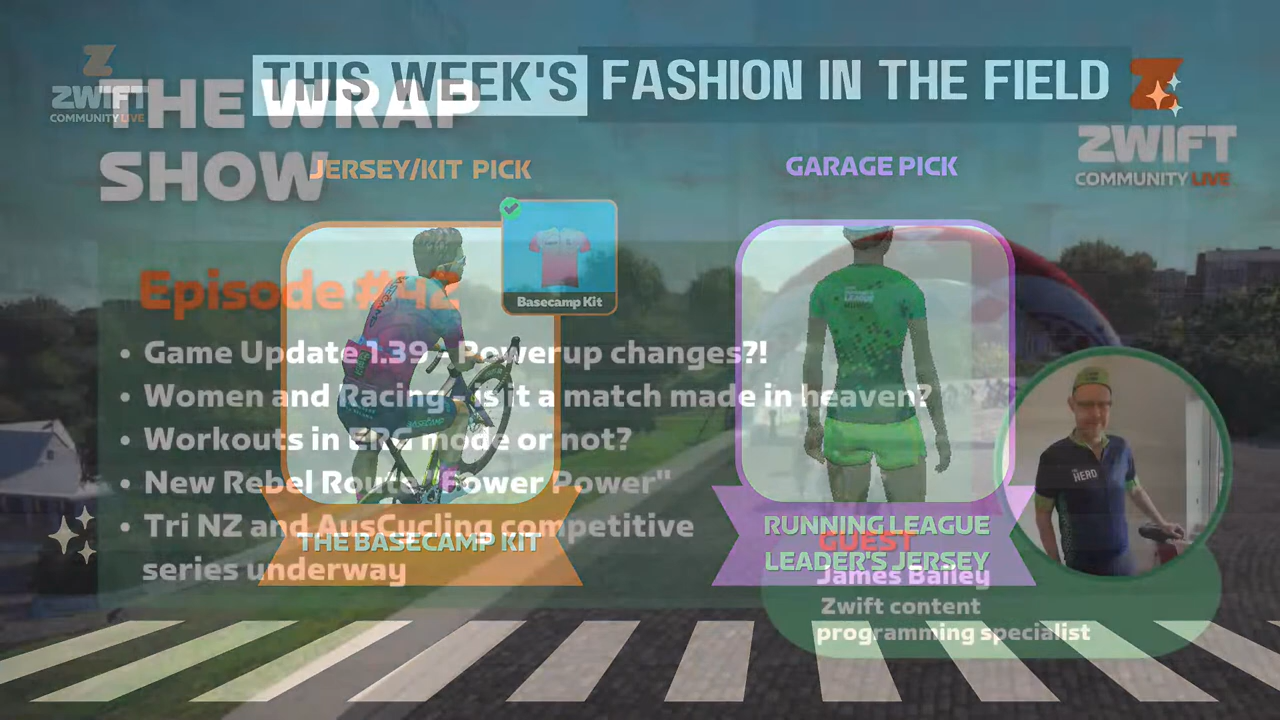 THIS WEEK'S FASHION IN THE FIELD
ZWIFT
COMMUNITY LIVE
THE WRAP
SHOW
ZWIFT
COMMUNITY LIVE
JERSEY/KIT PICK
GARAGE PICK
Basecamp Kit
Episode #42
• Game Update 1.39 - Powerup changes?!
• Women and Racing - is it a match made in heaven?
• Workouts in ERG mode or not?
• New Rebel Route "Fower Power"
• Tri NZ and AusCycling competitive
series underway
THE BASECAMP KIT
RUNNING LEAGUE
LEADER'S JERSEY
HERO
BASECAMP
GUEST
James Bailey
Zwift content
programming specialist